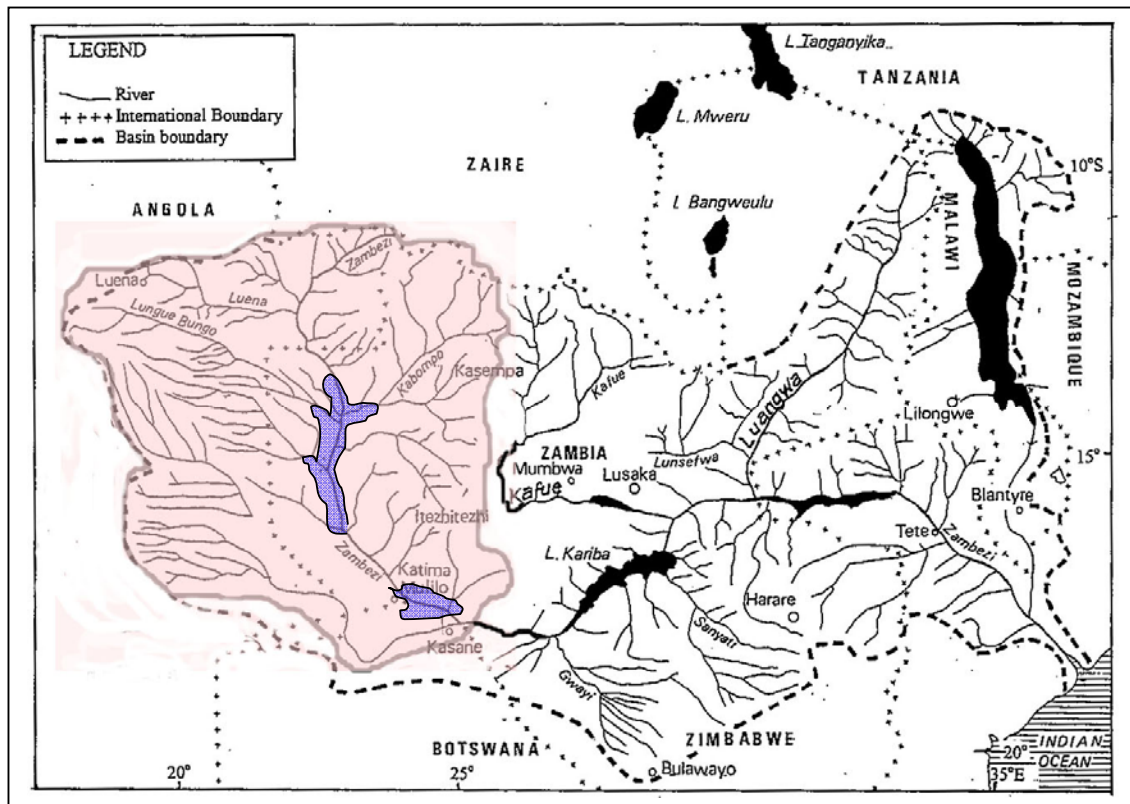 LEGEND
River
International Boundary
Basin boundary
L. Tanganyika
TANZANIA
L. Mweru
ZAIRE
10°S
ANGOLA
L. Bangweulu
MALAWI
MOZAMBIQUE
Zambezi
Luena
Luena
Lungue Bungo
Kabompo
Kasempa
Kafue
Luangwa
Lilongwe
ZAMBIA
Lunsefwa
15°
Mumbwa
Lusaka
Kafue
Blantyre
Itezhitezhi
Tete
Zambezi
L. Kariba
Zambezi
Katima
Mulilo
Harare
Sanyati
Kasane
Gwayi
BOTSWANA
ZIMBABWE
INDIAN
OCEAN
20°
25°
20°
35°E
Bulawayo